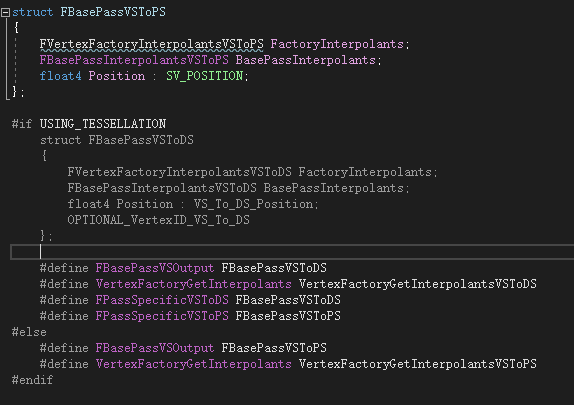 struct FBasePassVSToPS
{
FVertexFactoryInterpolantsVSToPS FactoryInterpolants;
FBasePassInterpolantsVSToPS BasePassInterpolants;
float4 Position : SV_POSITION;
};
#if USING_TESSELLATION
struct FBasePassVSToDS
{
FVertexFactoryInterpolantsVSToDS FactoryInterpolants;
FBasePassInterpolantsVSToDS BasePassInterpolants;
float4 Position : VS_To_DS_Position;
OPTIONAL_VertexID_VS_To_DS
};
#define FBasePassVSOutput FBasePassVSToDS
#define VertexFactoryGetInterpolants VertexFactoryGetInterpolantsVSToDS
#define FPassSpecificVSToDS FBasePassVSToDS
#define FPassSpecificVSToPS FBasePassVSToPS
#else
#define FBasePassVSOutput FBasePassVSToPS
#define VertexFactoryGetInterpolants VertexFactoryGetInterpolantsVSToPS
#endif